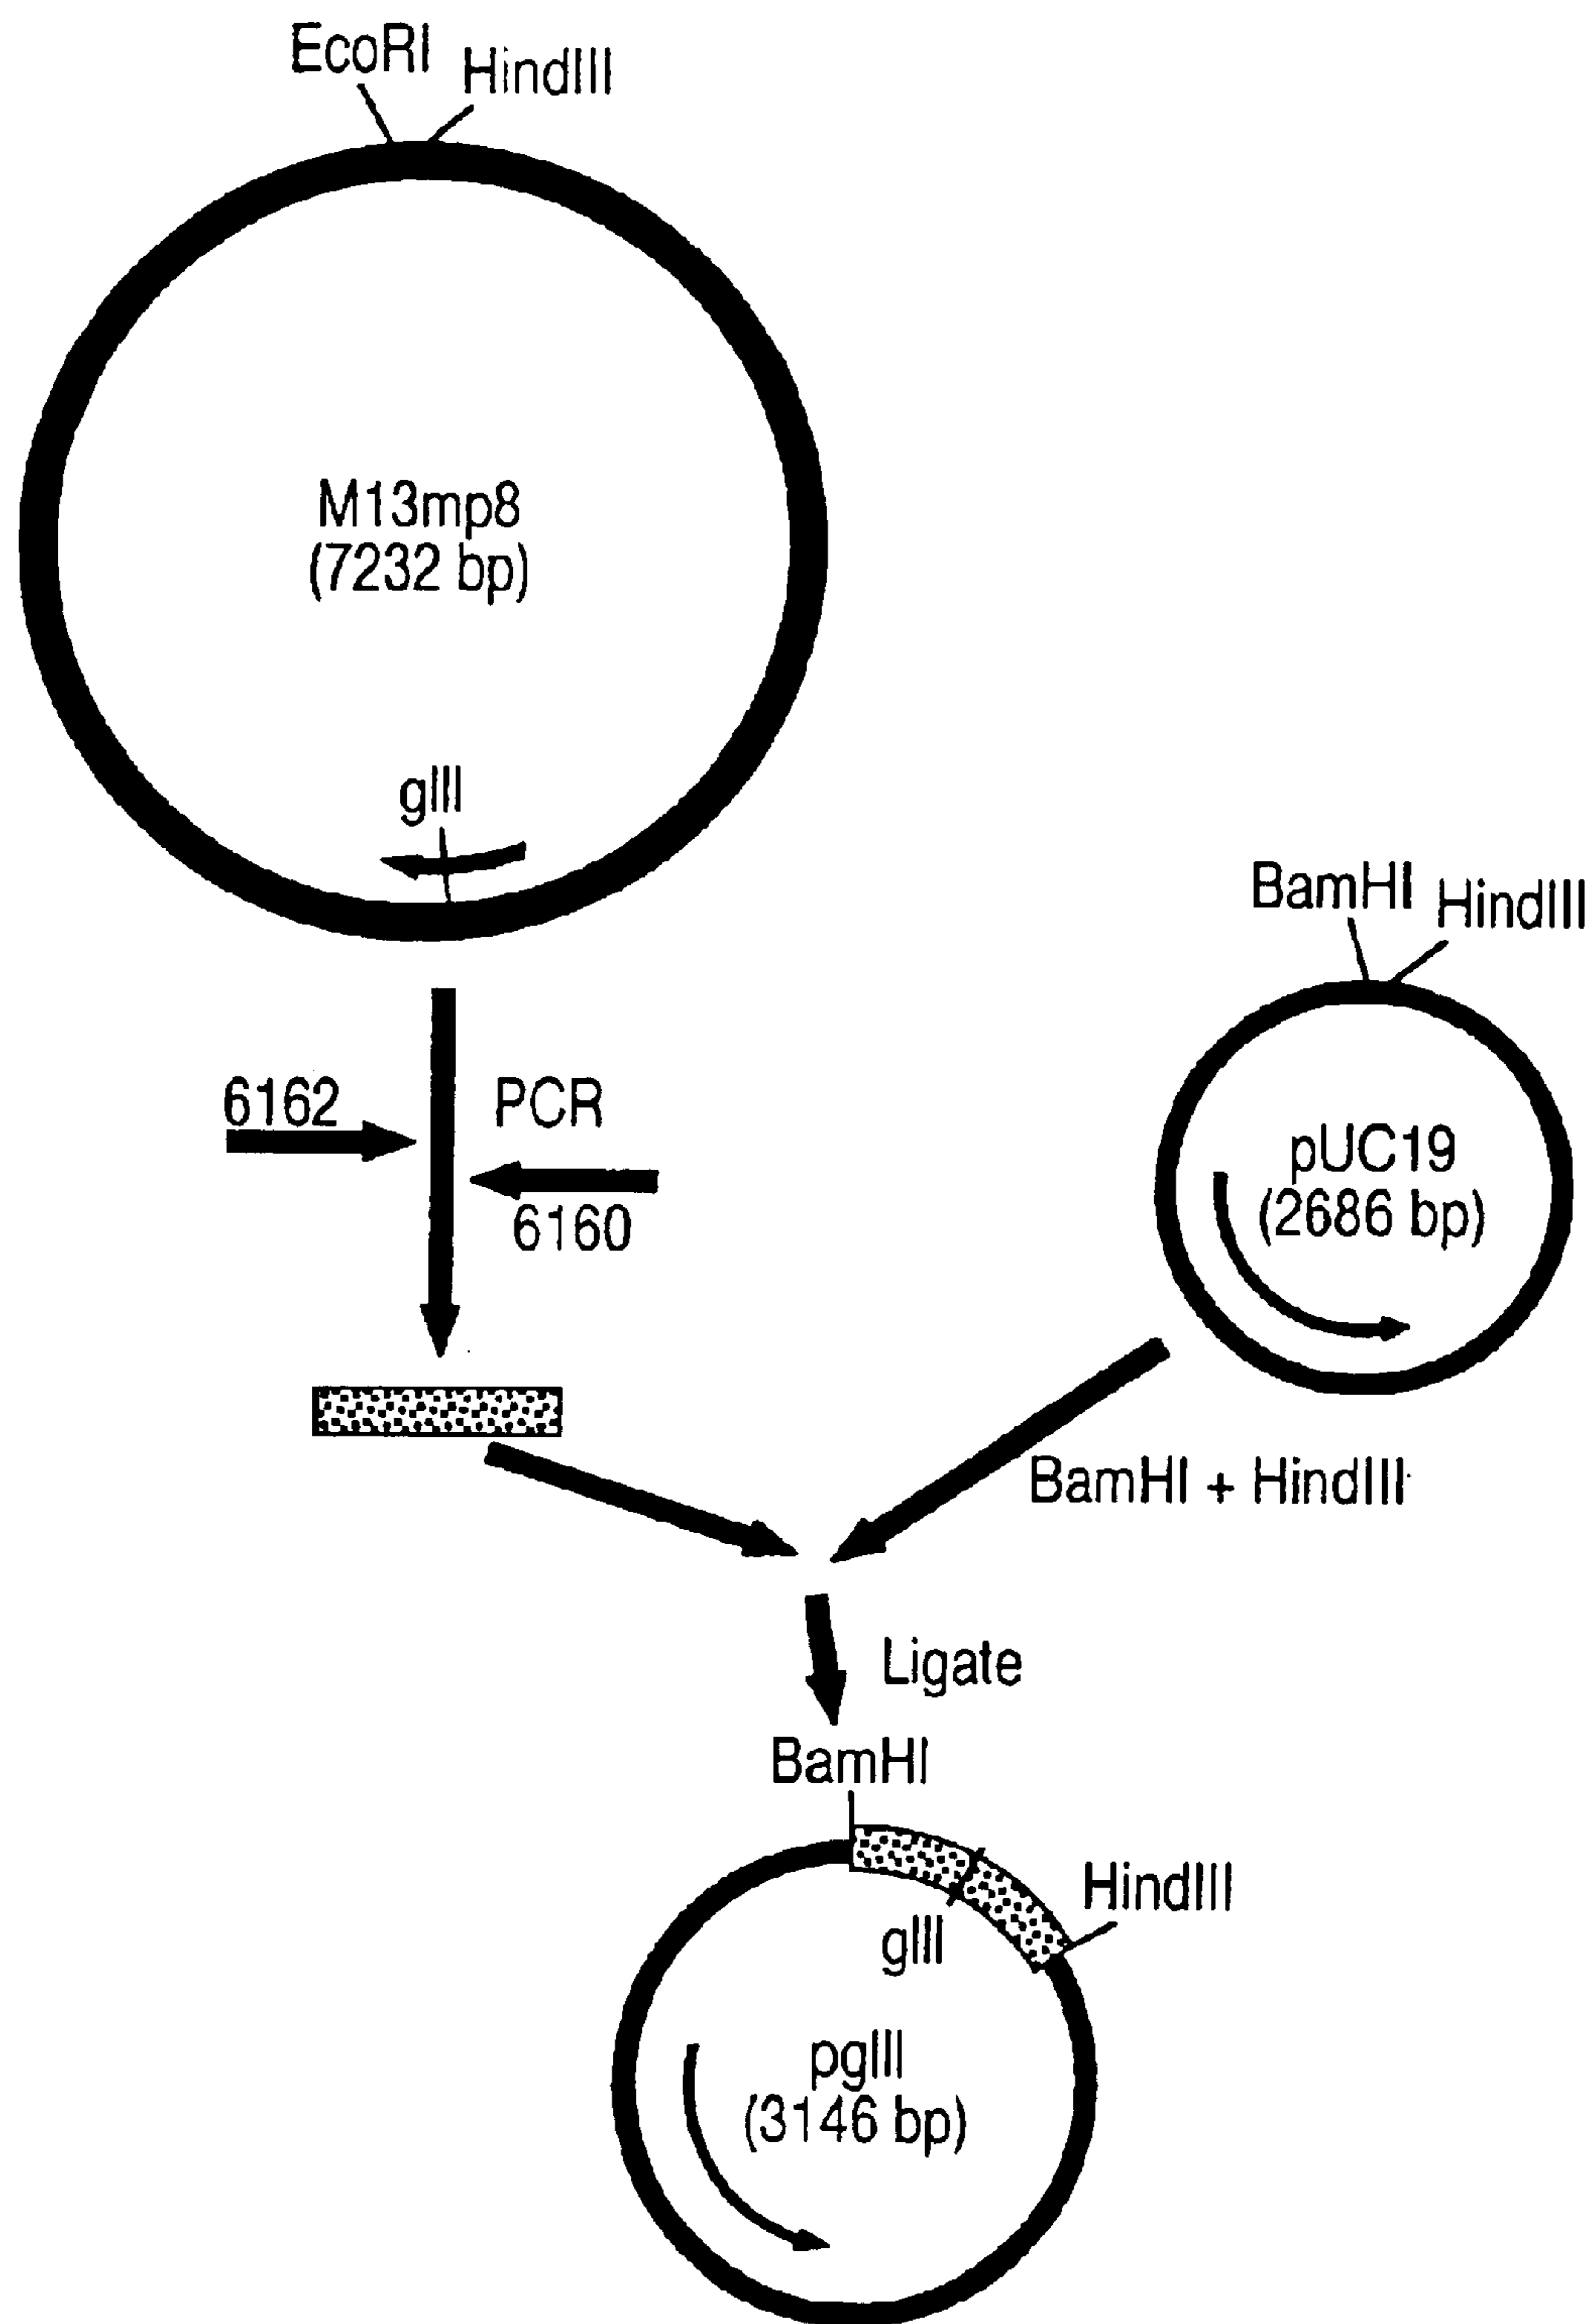 EcoRI HindIII
M13mp8
(7232 bp)
gIII
BamHI HindIII
6162
PCR
6160
pUC19
(2686 bp)
BamHI + HindIII
Ligate
BamHI
HindIII
gIII
pgIII
(3146 bp)